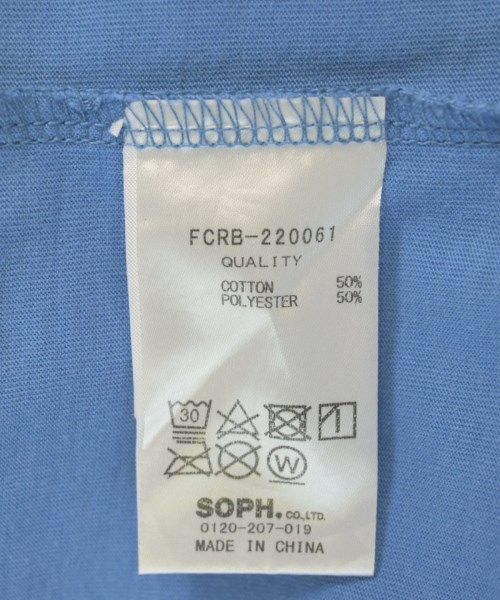 FCRB-220061
QUALITY
COTTON 50%
POLYESTER 50%
30
W
SOPH. CO.,LTD.
0120-207-019
MADE IN CHINA